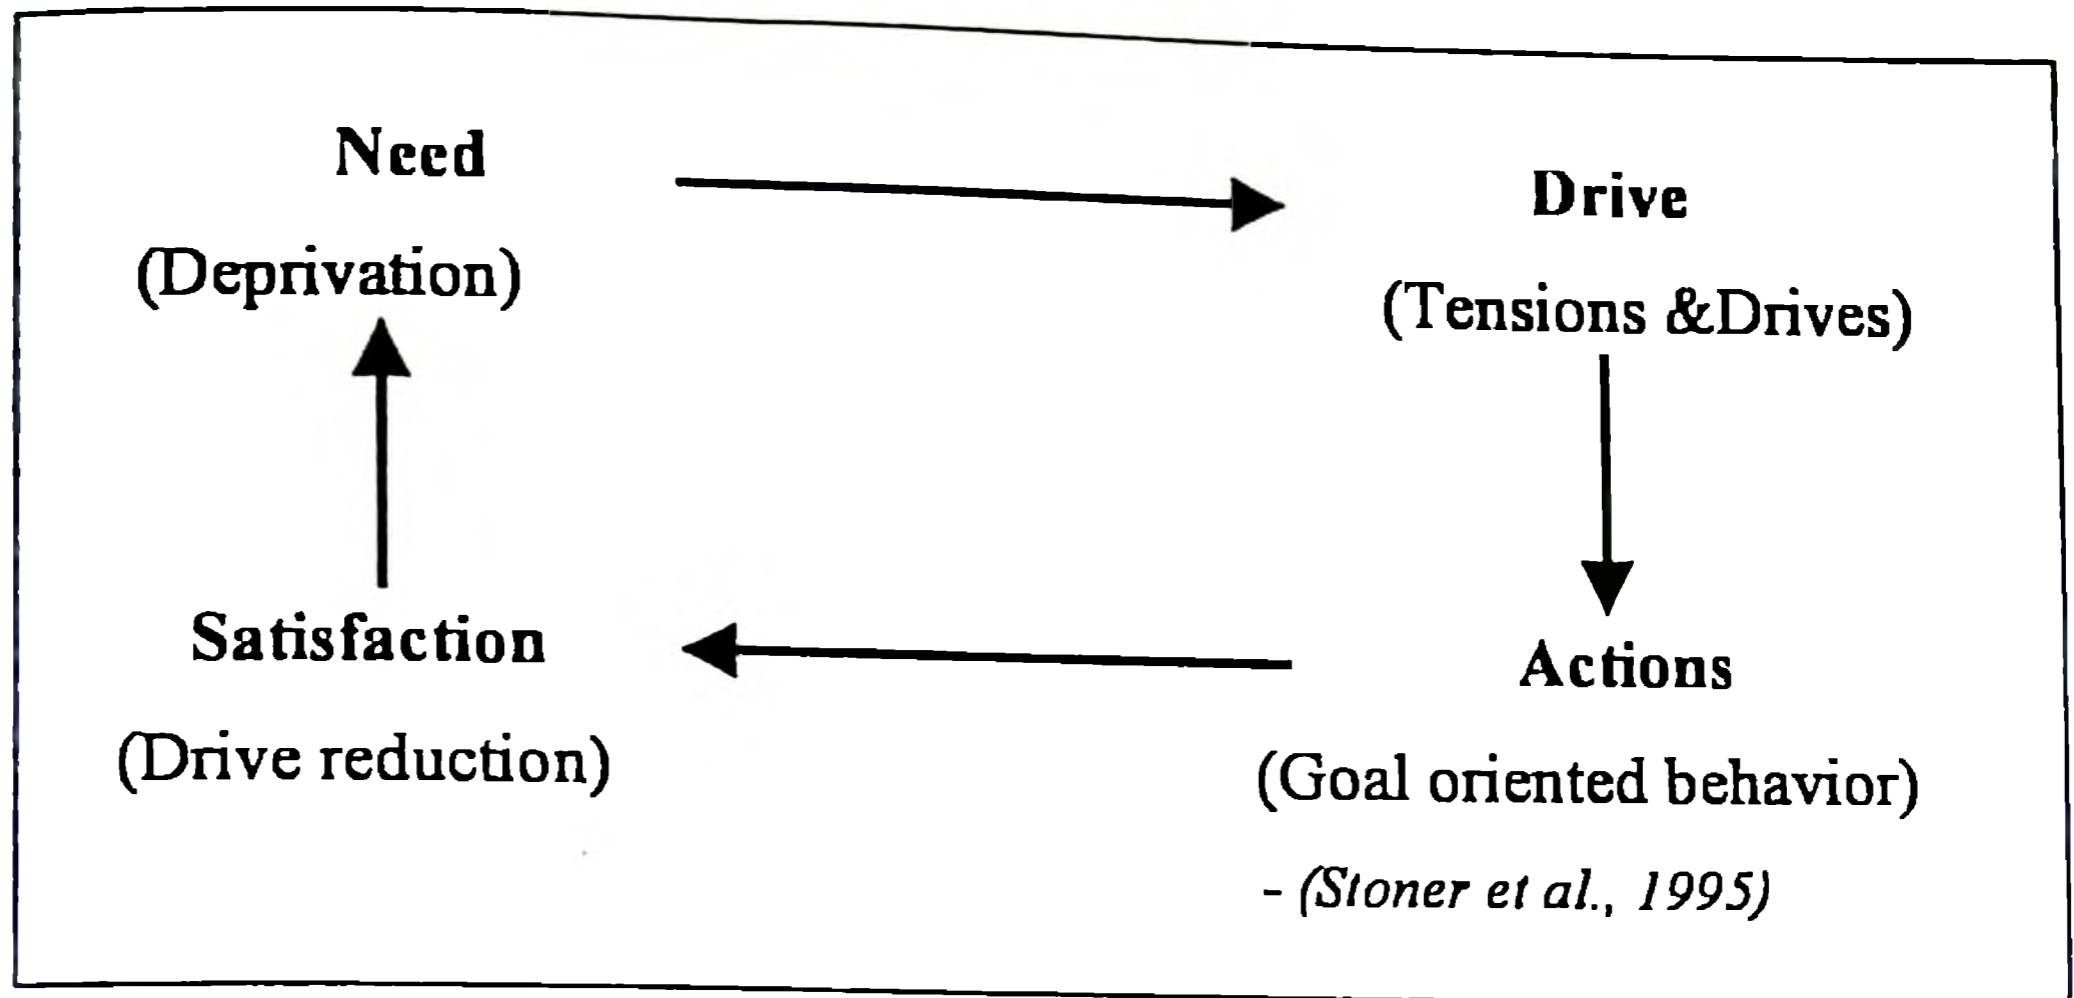 Need
(Deprivation)
Drive
(Tensions &Drives)
Satisfaction
(Drive reduction)
Actions
(Goal oriented behavior)
- (Stoner et al., 1995)